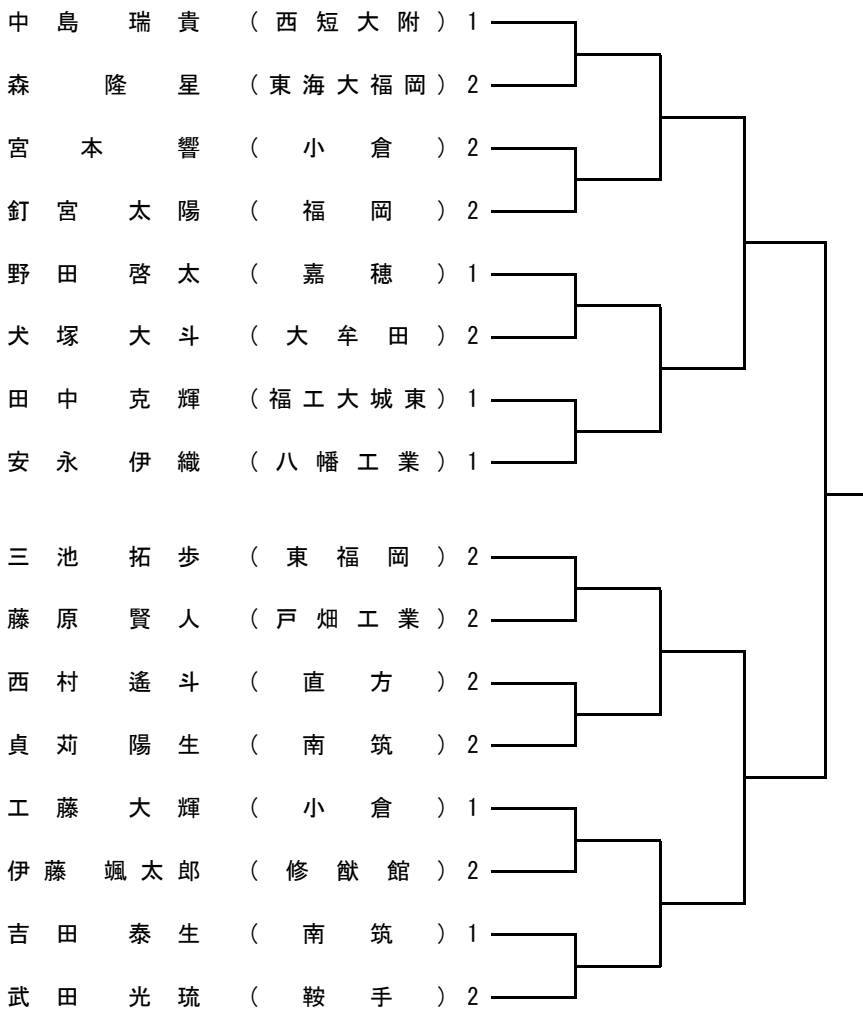 中島 瑞貴 (西短大附) 1
森 隆星 (東海大福岡) 2
宮本 響 (小倉) 2
釘宮 太陽 (福岡) 2
野田 啓太 (嘉穂) 1
犬塚 大斗 (大牟田) 2
田中 克輝 (福工大城東) 1
安永 伊織 (八幡工業) 1
三池 拓歩 (東福岡) 2
藤原 賢人 (戸畑工業) 2
西村 遙斗 (直方) 2
貞苅 陽生 (南筑) 2
工藤 大輝 (小倉) 1
伊藤 颯太郎 (修猷館) 2
吉田 泰生 (南筑) 1
武田 光琉 (鞍手) 2